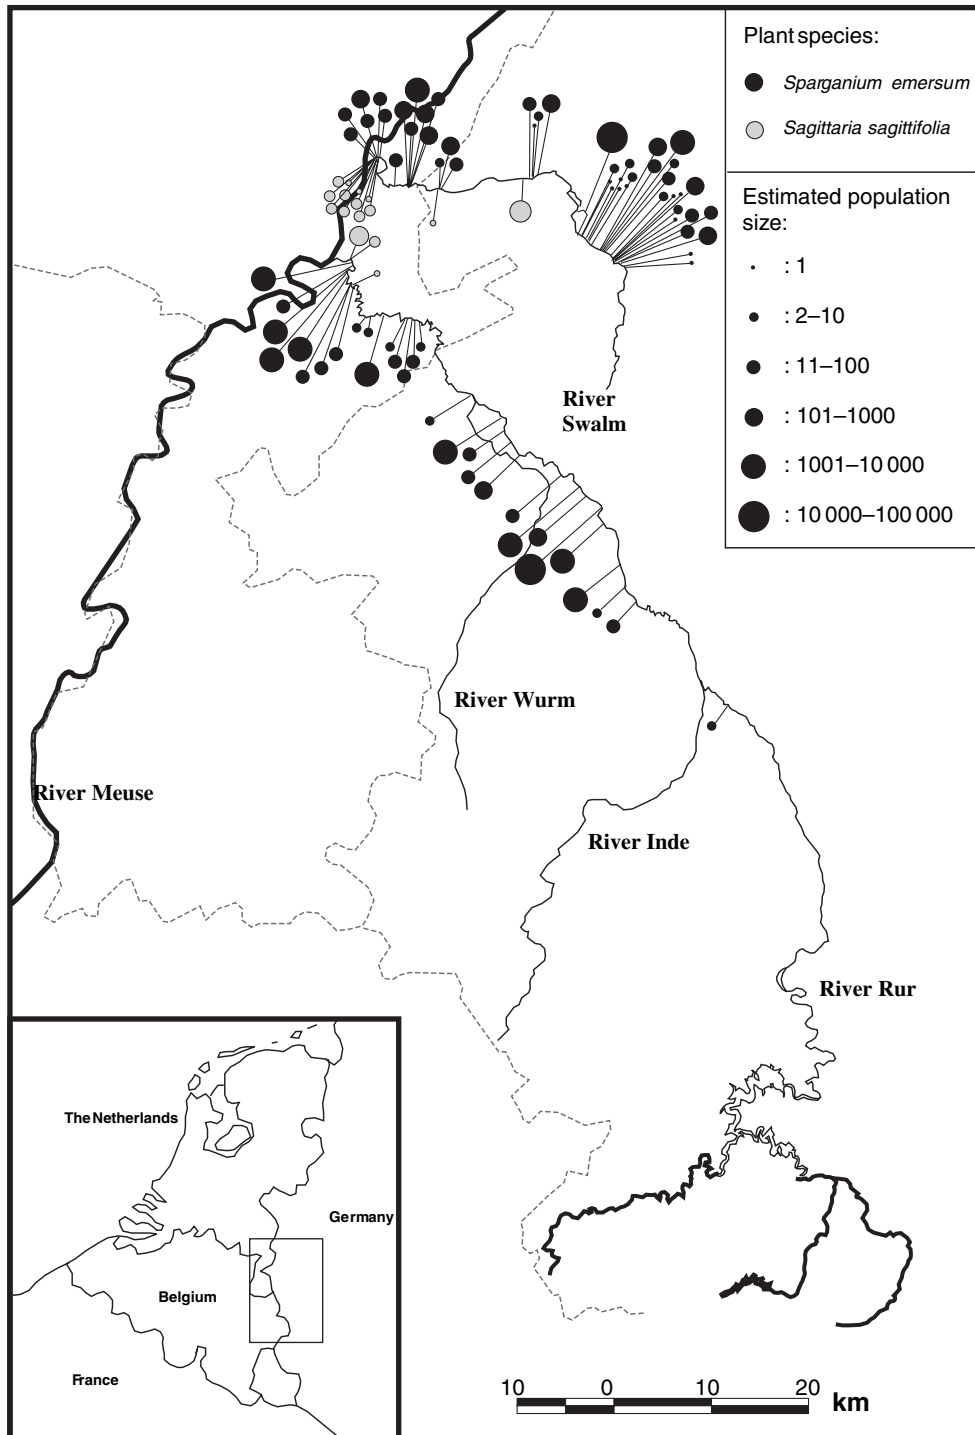 Plant species:
Sparganium emersum
Sagittaria sagittifolia
Estimated population
size:
: 1
: 2–10
: 11–100
: 101–1000
: 1001–10 000
: 10 000–100 000
River
Swalm
River Wurm
River Meuse
River Inde
River Rur
The Netherlands
Germany
Belgium
France
10 0 10 20
km